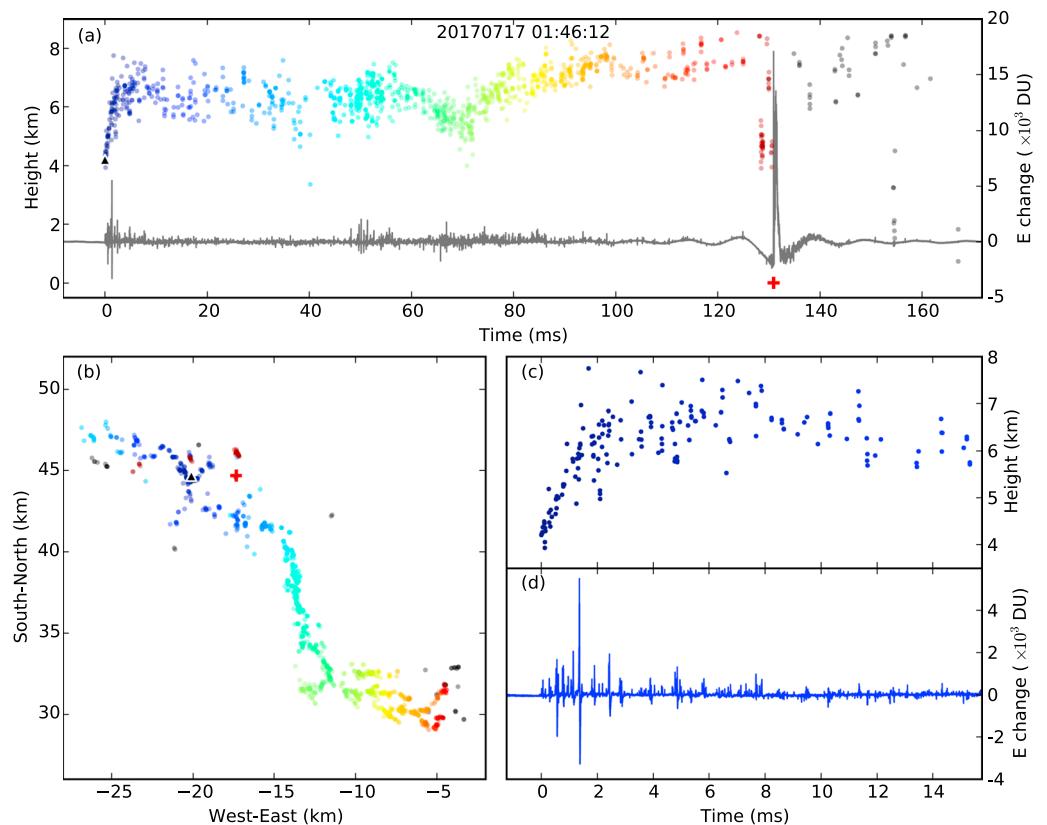 (a)
20170717 01:46:12
8
6
4
2
0
Height (km)
20
15
10
5
0
-5
E change ( ×10³ DU)
0 20 40 60 80 100 120 140 160
Time (ms)
(b)
50
45
40
35
30
South-North (km)
−25 −20 −15 −10 −5
West-East (km)
(c)
8
7
6
5
4
Height (km)
(d)
4
2
0
-2
-4
E change ( ×10³ DU)
0 2 4 6 8 10 12 14
Time (ms)